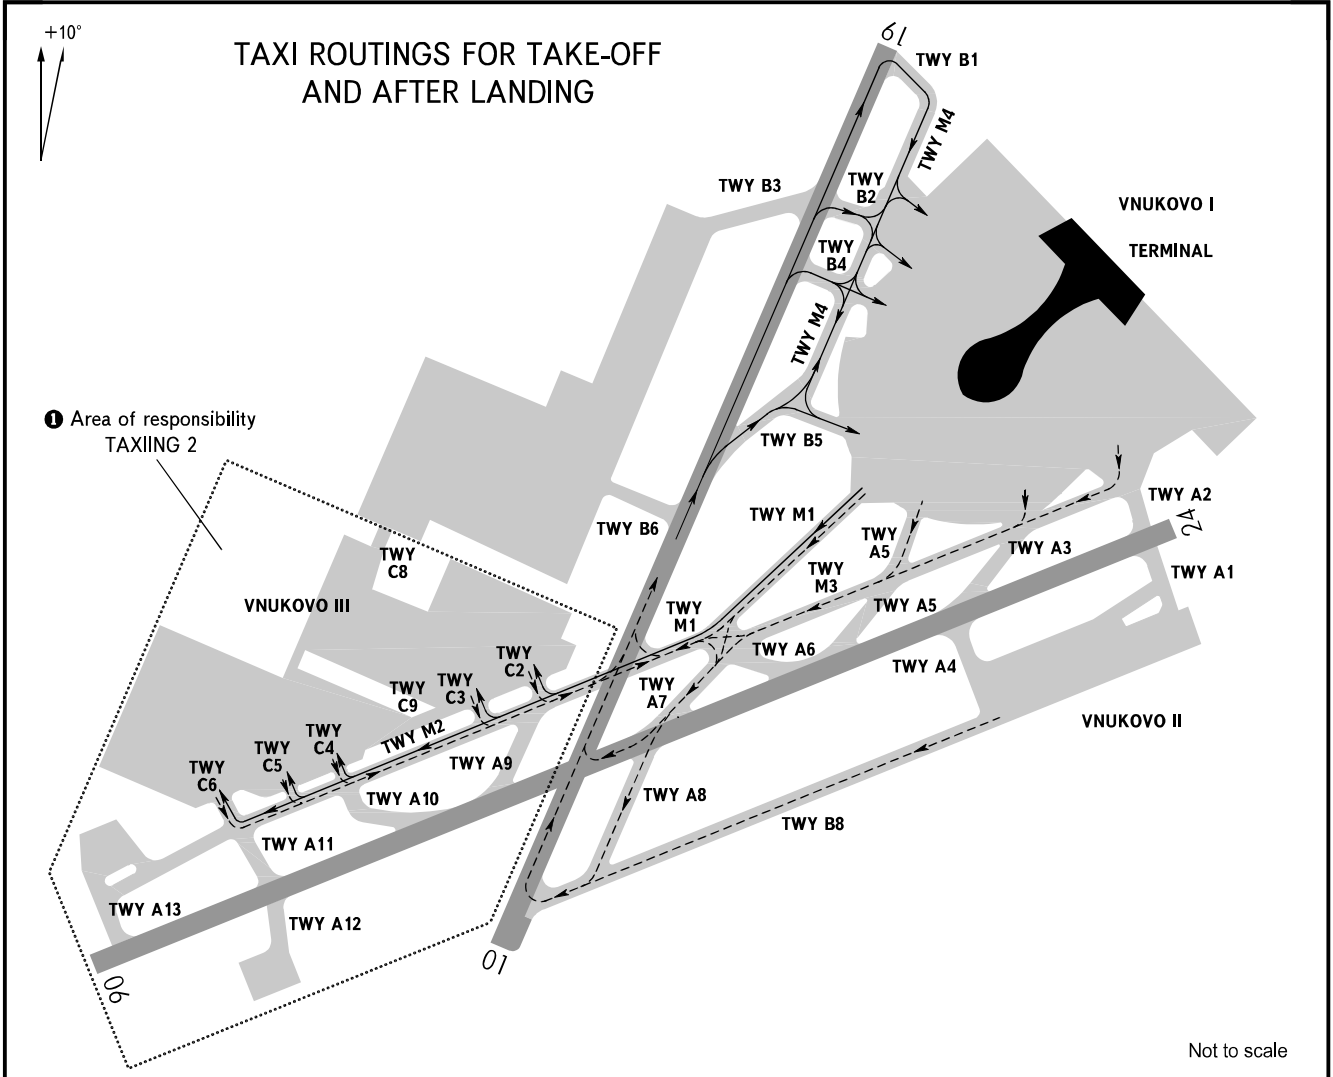 +10°
TAXI ROUTINGS FOR TAKE-OFF
AND AFTER LANDING
19
TWY B1
TWY M4
TWY B3
TWY
B2
VNUKOVO I
TERMINAL
TWY
B4
TWY M4
1 Area of responsibility
TAXIING 2
TWY B5
TWY A2
24
TWY B6
TWY M1
TWY
A5
TWY A3
TWY
C8
TWY
M3
TWY A1
VNUKOVO III
TWY
M1
TWY A5
TWY A6
TWY A4
TWY
C2
TWY
C3
TWY
C9
TWY
A7
VNUKOVO II
TWY M2
TWY
C4
TWY
C5
TWY
C6
TWY A9
TWY A10
TWY A8
TWY B8
TWY A11
TWY A13
TWY A12
01
06
Not to scale